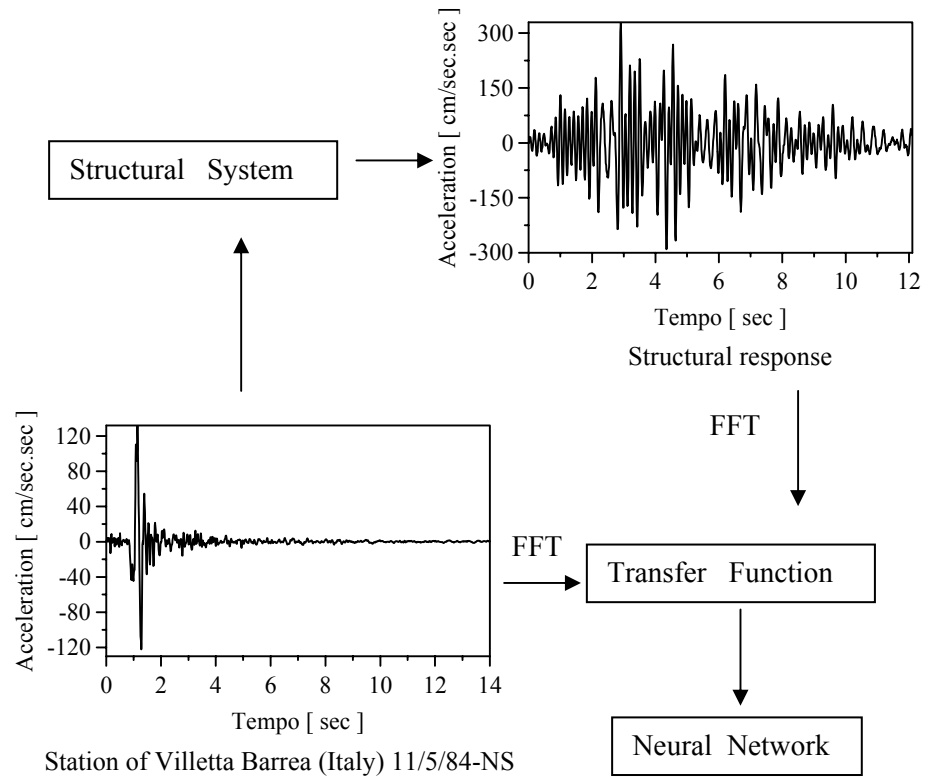 300
150
0
-150
-300
Acceleration [ cm/sec.sec ]
0 2 4 6 8 10 12
Tempo [ sec ]
Structural response
Structural System
FFT
120
80
40
0
-40
-80
-120
Acceleration [ cm/sec.sec ]
0 2 4 6 8 10 12 14
Tempo [ sec ]
Station of Villetta Barrea (Italy) 11/5/84-NS
FFT
Transfer Function
Neural Network